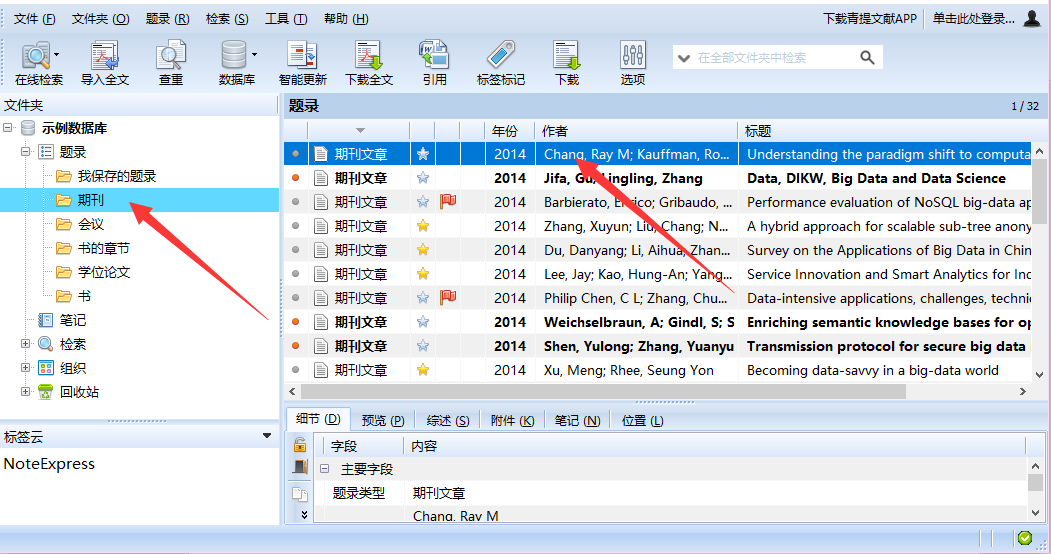 文件 (F) 文件夹 (O) 题录 (R) 检索 (S) 工具 (T) 帮助 (H) 下载青提文献APP 单击此处登录...
在线检索 导入全文 查重 数据库 智能更新 下载全文 引用 标签标记 下载 选项 在全部文件夹中检索
文件夹
示例数据库
题录
我保存的题录
期刊
会议
书的章节
学位论文
书
笔记
检索
组织
回收站
标签云
NoteExpress
题录 1 / 32
年份 作者 标题
期刊文章 2014 Chang, Ray M; Kauffman, Ro... Understanding the paradigm shift to computa
期刊文章 2014 Jifa, Gu; Lingling, Zhang Data, DIKW, Big Data and Data Science
期刊文章 2014 Barbierato, Enrico; Gribaudo, ... Performance evaluation of NoSQL big-data ap
期刊文章 2014 Zhang, Xuyun; Liu, Chang; N... A hybrid approach for scalable sub-tree anony
期刊文章 2014 Du, Danyang; Li, Aihua, Zhan... Survey on the Applications of Big Data in Chin
期刊文章 2014 Lee, Jay; Kao, Hung-An; Yang... Service Innovation and Smart Analytics for Inc
期刊文章 2014 Philip Chen, C L; Zhang, Chu... Data-intensive applications, challenges, techni
期刊文章 2014 Weichselbraun, A; Gindl, S; S Enriching semantic knowledge bases for op
期刊文章 2014 Shen, Yulong; Zhang, Yuanyu Transmission protocol for secure big data
期刊文章 2014 Xu, Meng; Rhee, Seung Yon Becoming data-savvy in a big-data world
细节 (D) 预览 (P) 综述 (S) 附件 (K) 笔记 (N) 位置 (L)
字段 内容
主要字段
题录类型 期刊文章
Chang, Ray M